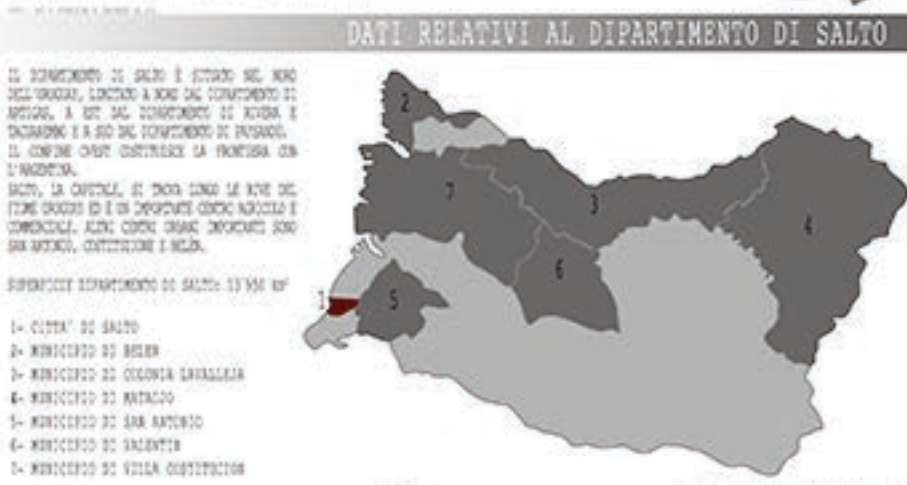 DATI RELATIVI AL DIPARTIMENTO DI SALTO
IL DIPARTIMENTO DI SALTO È SITUATO NEL NORD
DELL'URUGUAY, LIMITATO A NORD DAL DIPARTIMENTO DI
ARTIGAS, A EST DAL DIPARTIMENTO DI RIVERA E
TACUAREMBO E A SUD DAL DIPARTIMENTO DI PAYSANDÚ.
IL CONFINE OVEST COSTITUISCE LA FRONTIERA CON
L'ARGENTINA.
SALTO, LA CAPITALE, SI TROVA LUNGO LE RIVE DEL
FIUME URUGUAY ED È UN IMPORTANTE CENTRO AGRICOLO E
COMMERCIALE. ALTRI CENTRI URBANI IMPORTANTI SONO
SAN ANTONIO, COSTITUZIONE E BELÉN.
SUPERFICIE DIPARTIMENTO DI SALTO:
1- CITTA' DI SALTO
2- MUNICIPIO DI BELEN
3- MUNICIPIO DI COLONIA LAVALLEJA
4- MUNICIPIO DI MATAOJO
5- MUNICIPIO DI SAN ANTONIO
6- MUNICIPIO DI VALENTIN
7- MUNICIPIO DI VILLA COSTITUCION
2
7
3
4
6
1
5